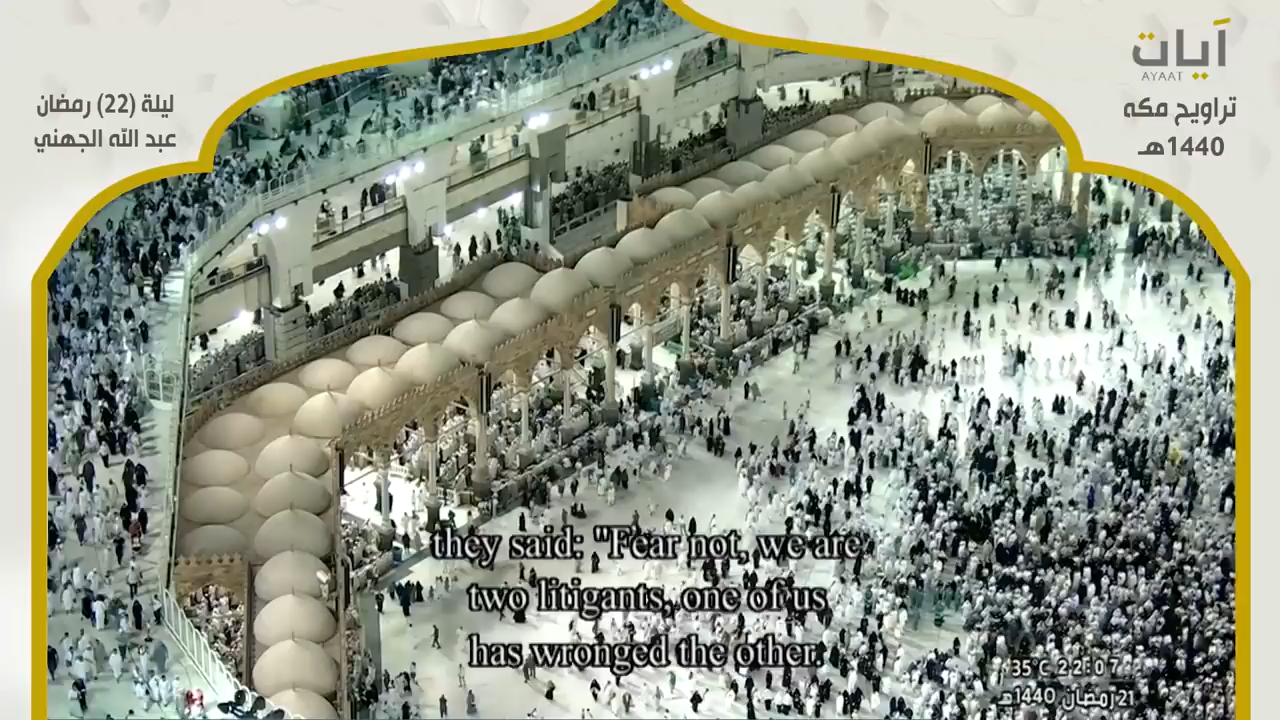 آيات
AYAAT
تراويح مكه
1440هـ
ليلة (22) رمضان
عبد الله الجهني
they said: "Fear not, we are
two litigants, one of us
has wronged the other.
35°C 22:07
21 رمضان 1440هـ